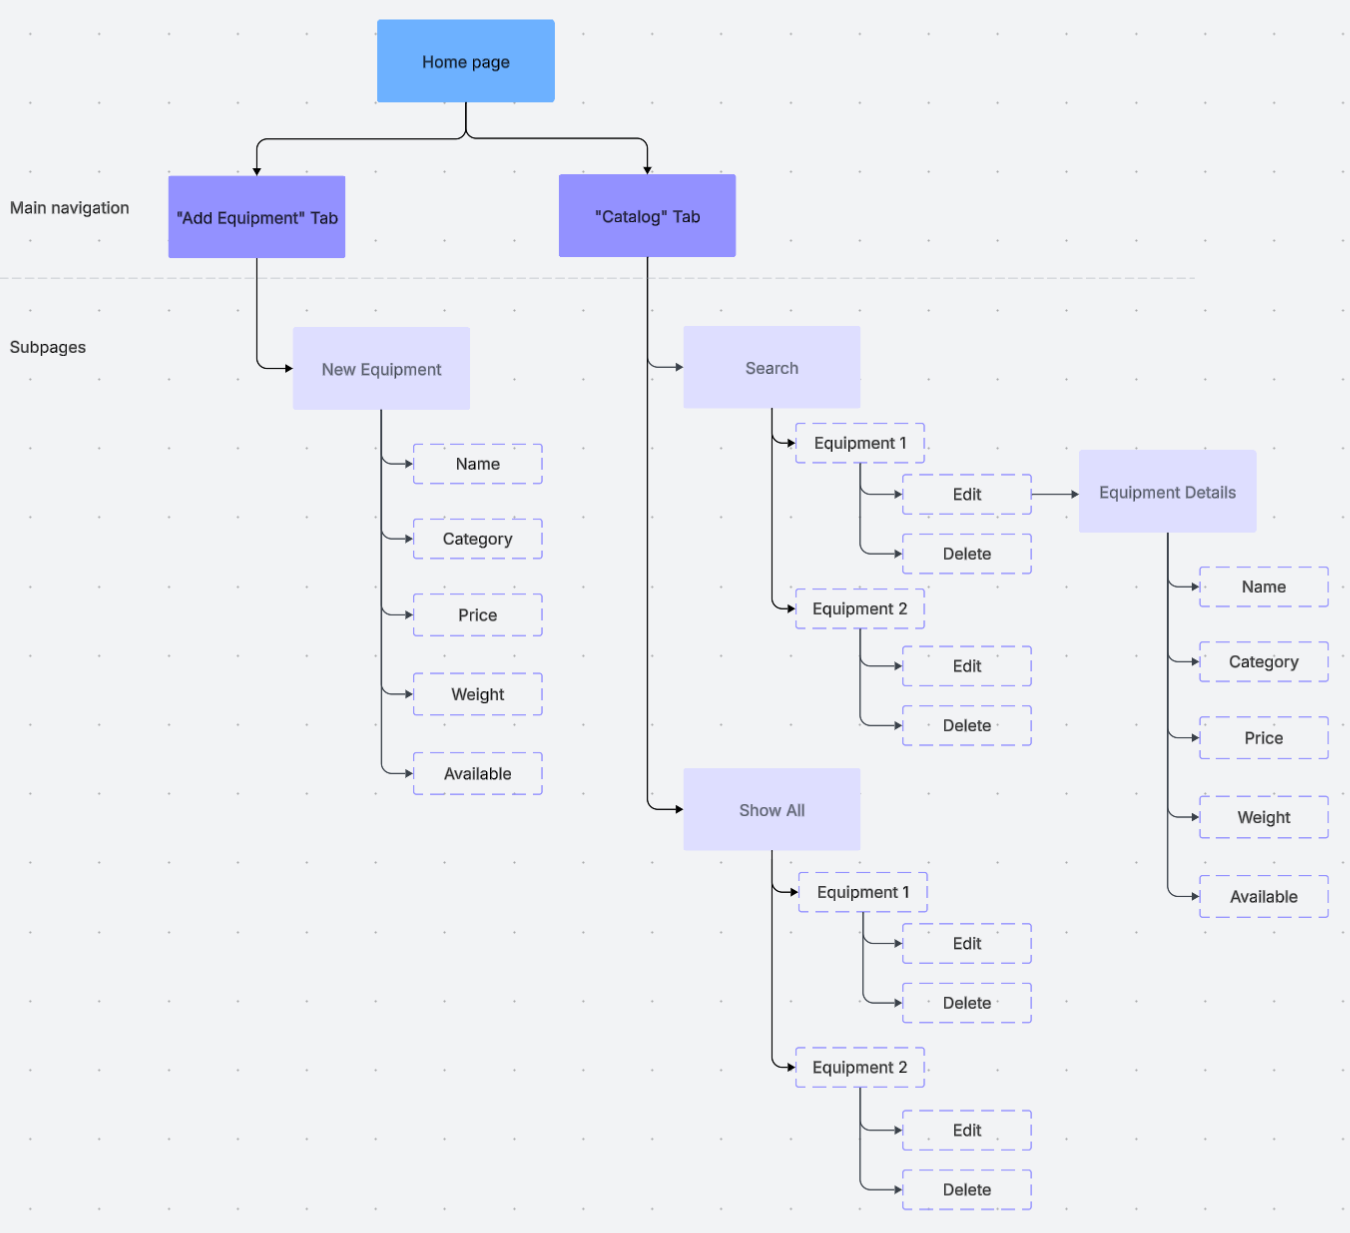 Home page
Main navigation
"Add Equipment" Tab
"Catalog" Tab
Subpages
New Equipment
Name
Category
Price
Weight
Available
Search
Equipment 1
Edit
Delete
Equipment 2
Edit
Delete
Equipment Details
Name
Category
Price
Weight
Available
Show All
Equipment 1
Edit
Delete
Equipment 2
Edit
Delete